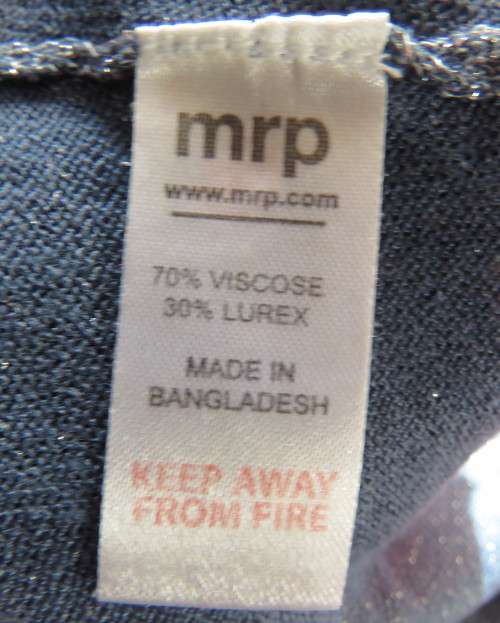 mrp
www.mrp.com
70% VISCOSE
30% LUREX
MADE IN
BANGLADESH
KEEP AWAY
FROM FIRE